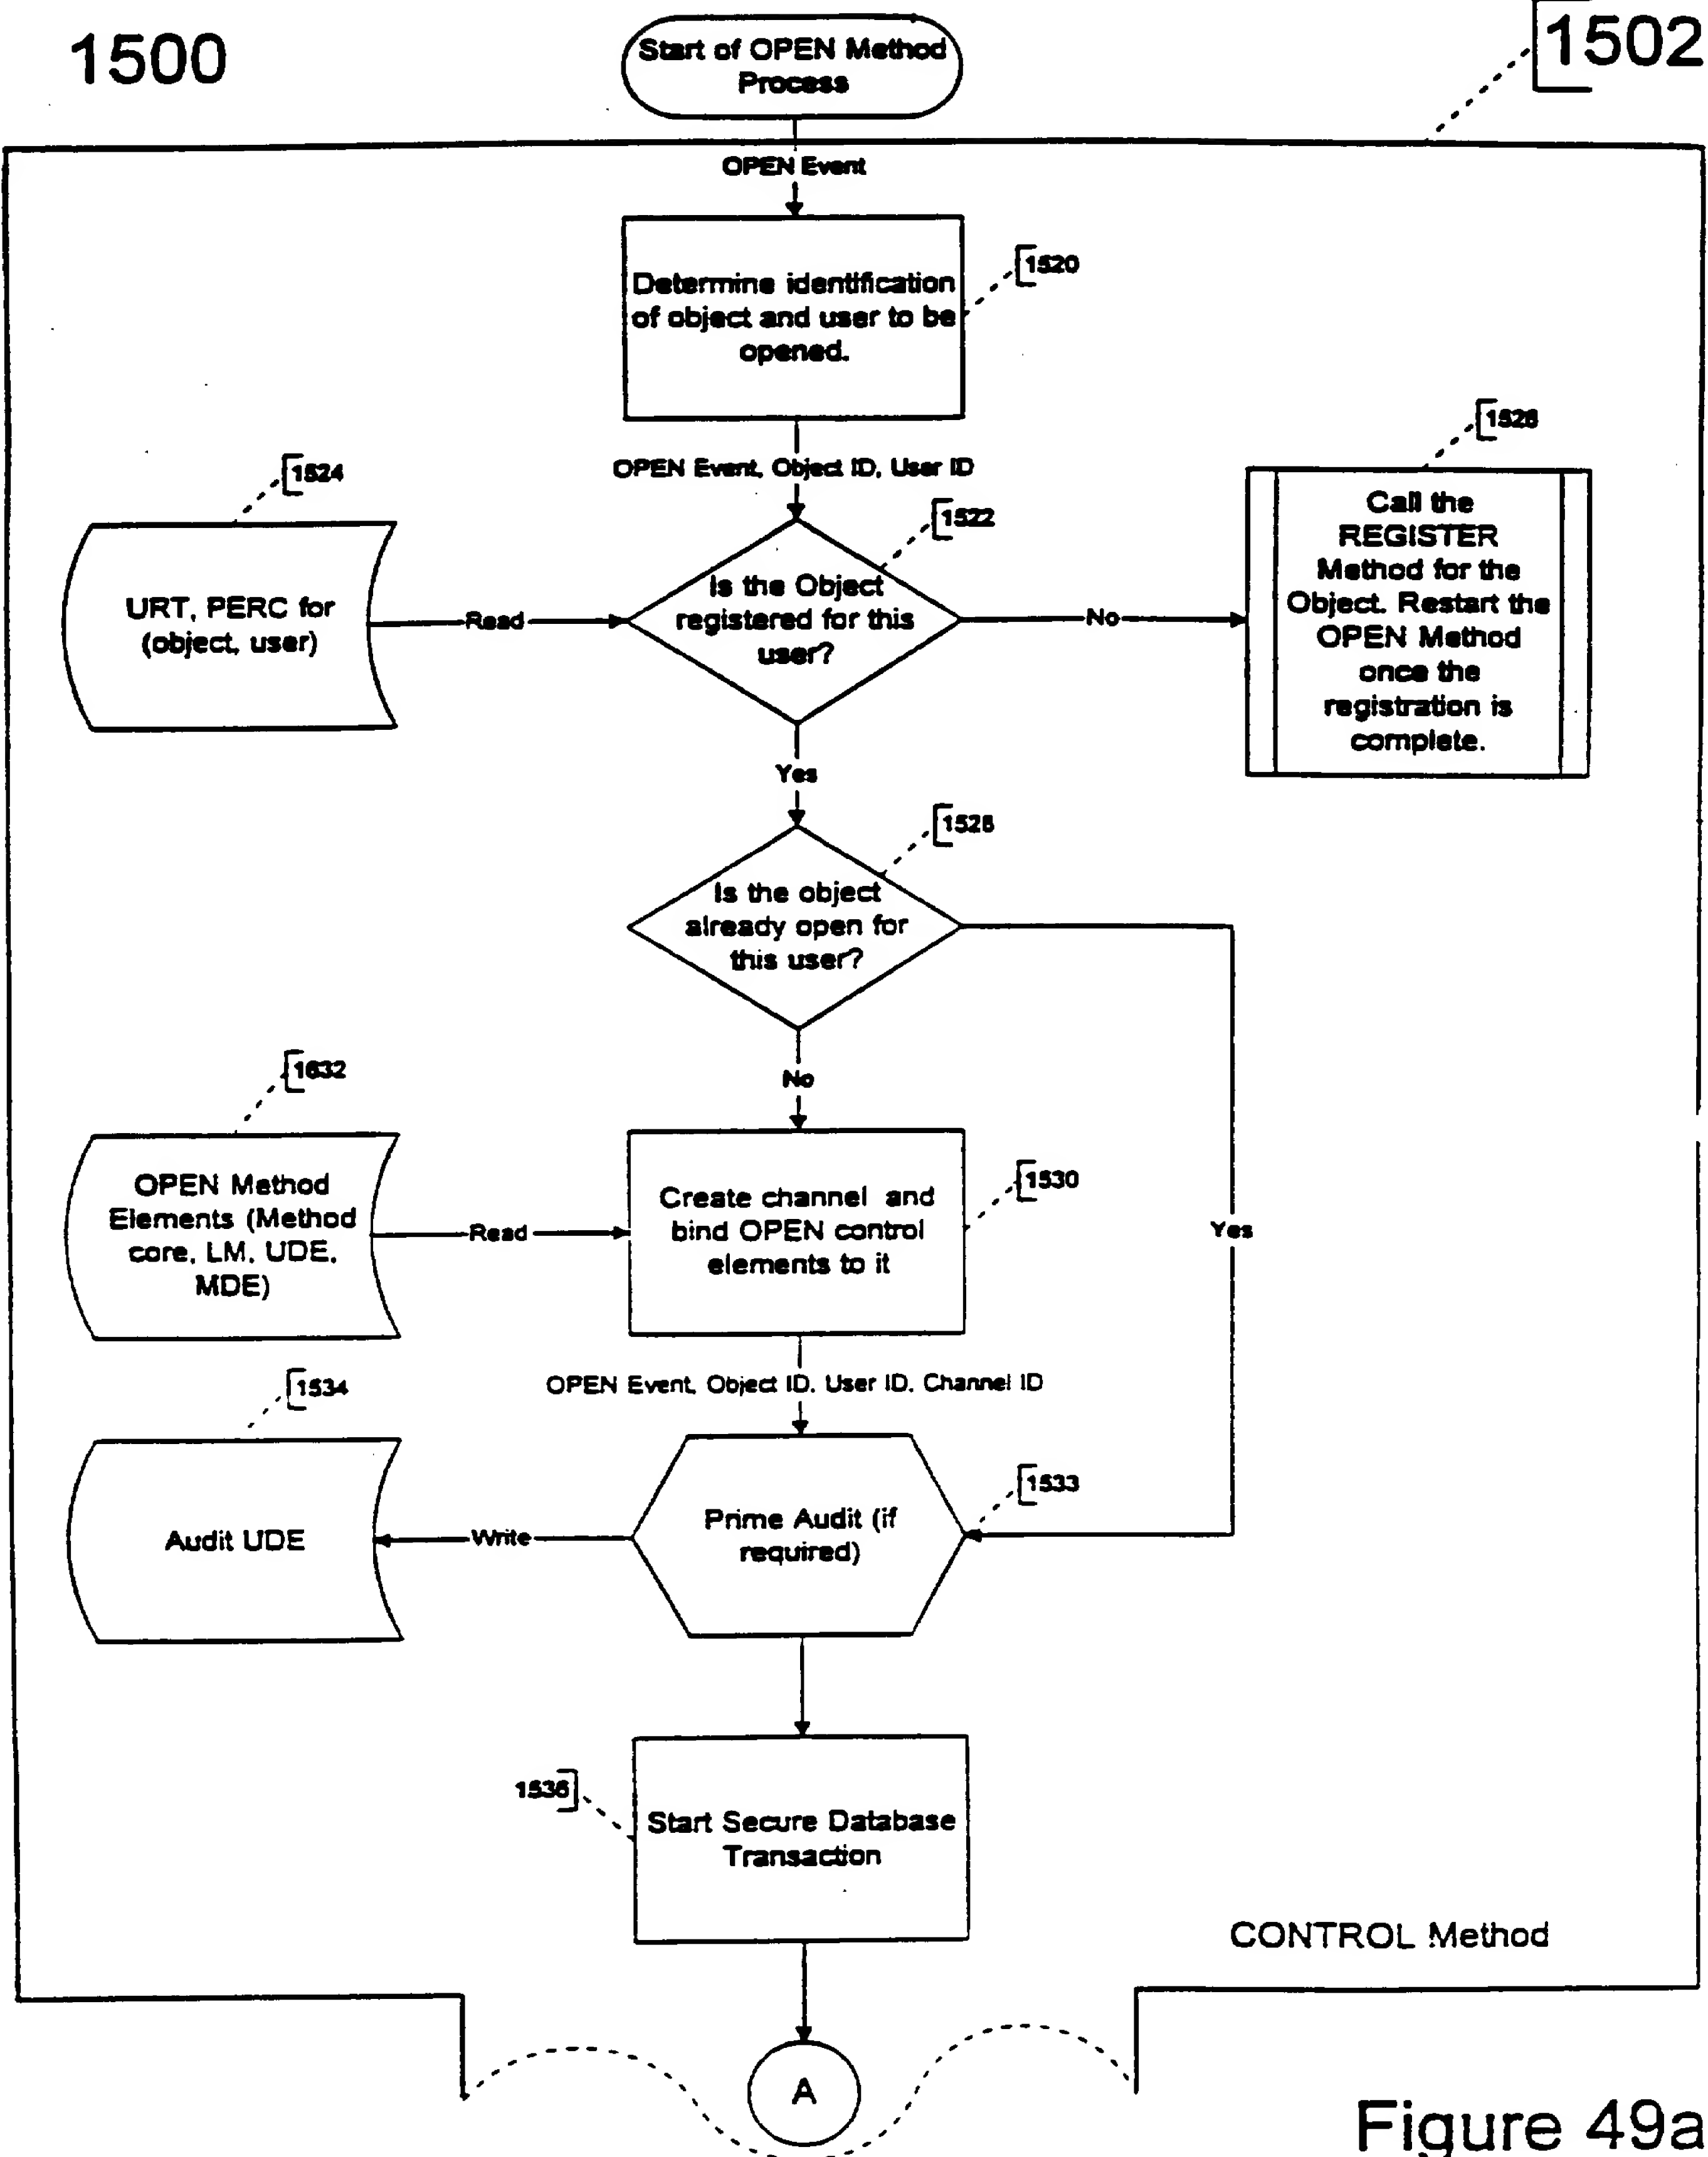 1500
Start of OPEN Method
Process
1502
OPEN Event
Determine identification
of object and user to be
opened.
1520
OPEN Event, Object ID, User ID
1524
URT, PERC for
(object, user)
Read
1522
Is the Object
registered for this
user?
No
1526
Call the
REGISTER
Method for the
Object. Restart the
OPEN Method
once the
registration is
complete.
Yes
1528
Is the object
already open for
this user?
No
Yes
1632
OPEN Method
Elements (Method
core, LM, UDE,
MDE)
Read
Create channel and
bind OPEN control
elements to it
1530
OPEN Event, Object ID, User ID, Channel ID
1534
Audit UDE
Write
Prime Audit (if
required)
1533
1536
Start Secure Database
Transaction
CONTROL Method
A
Figure 49a